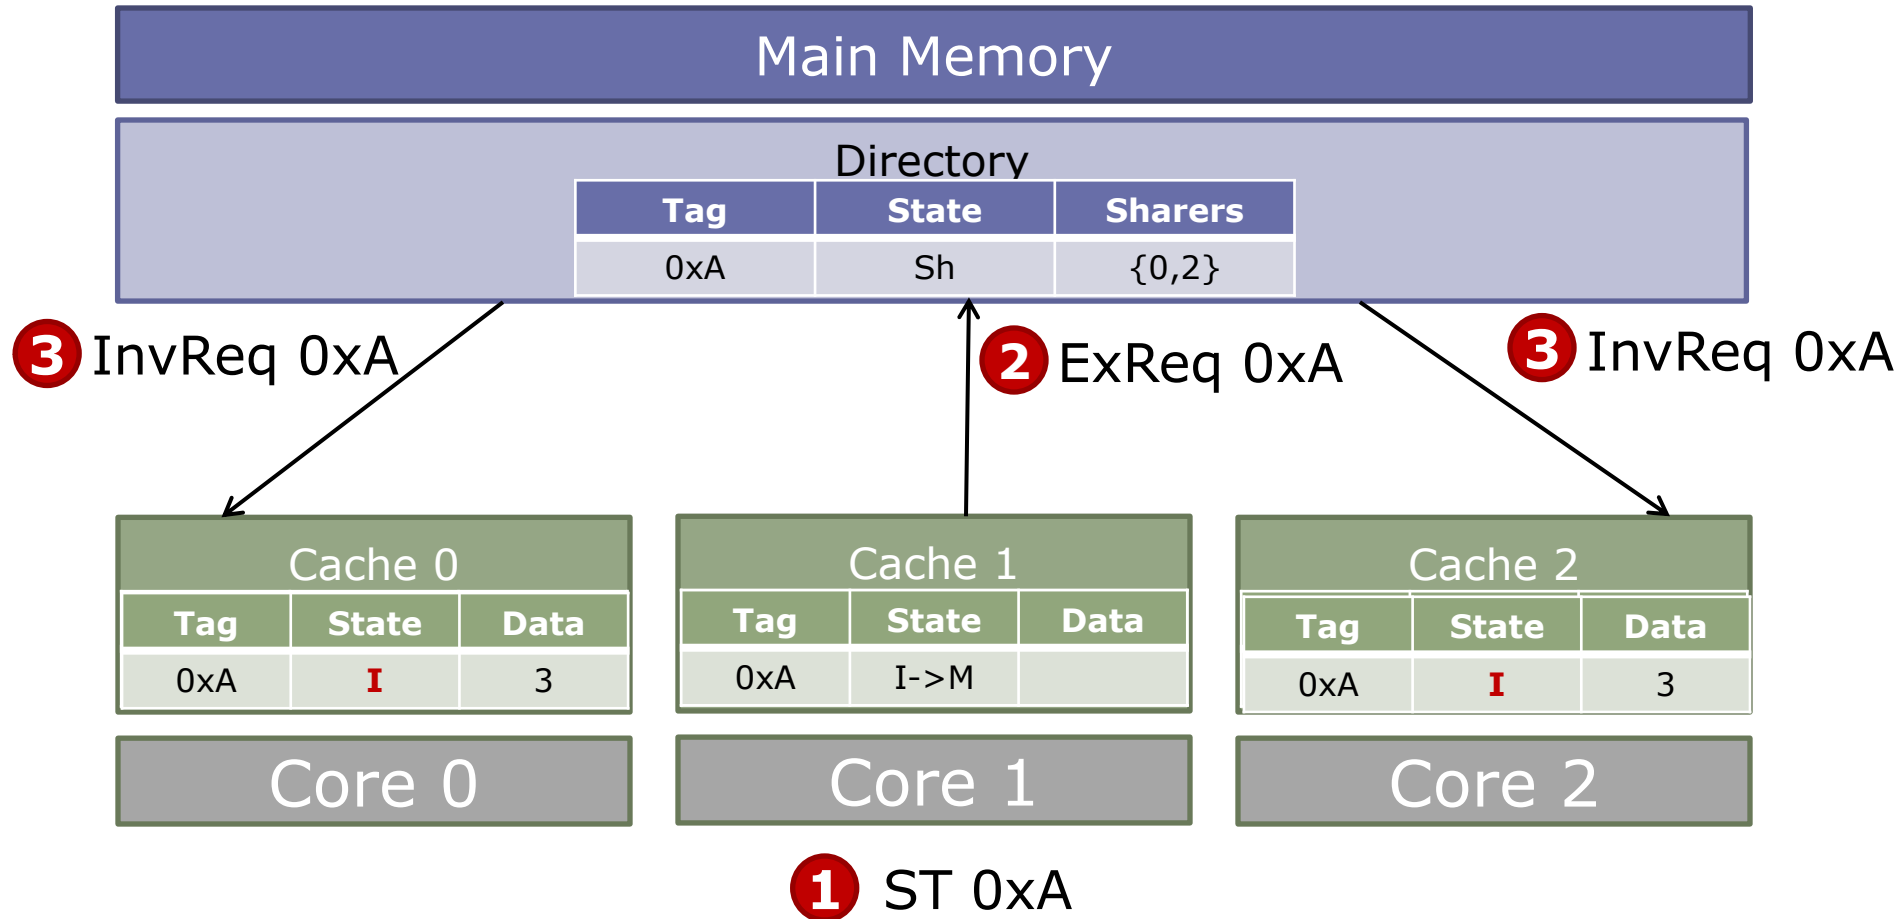 Main Memory
Directory
Tag State Sharers
0xA Sh {0,2}
3 InvReq 0xA
2 ExReq 0xA
3 InvReq 0xA
Cache 0
Tag State Data
0xA I 3
Cache 1
Tag State Data
0xA I->M
Cache 2
Tag State Data
0xA I 3
Core 0
Core 1
Core 2
1 ST 0xA